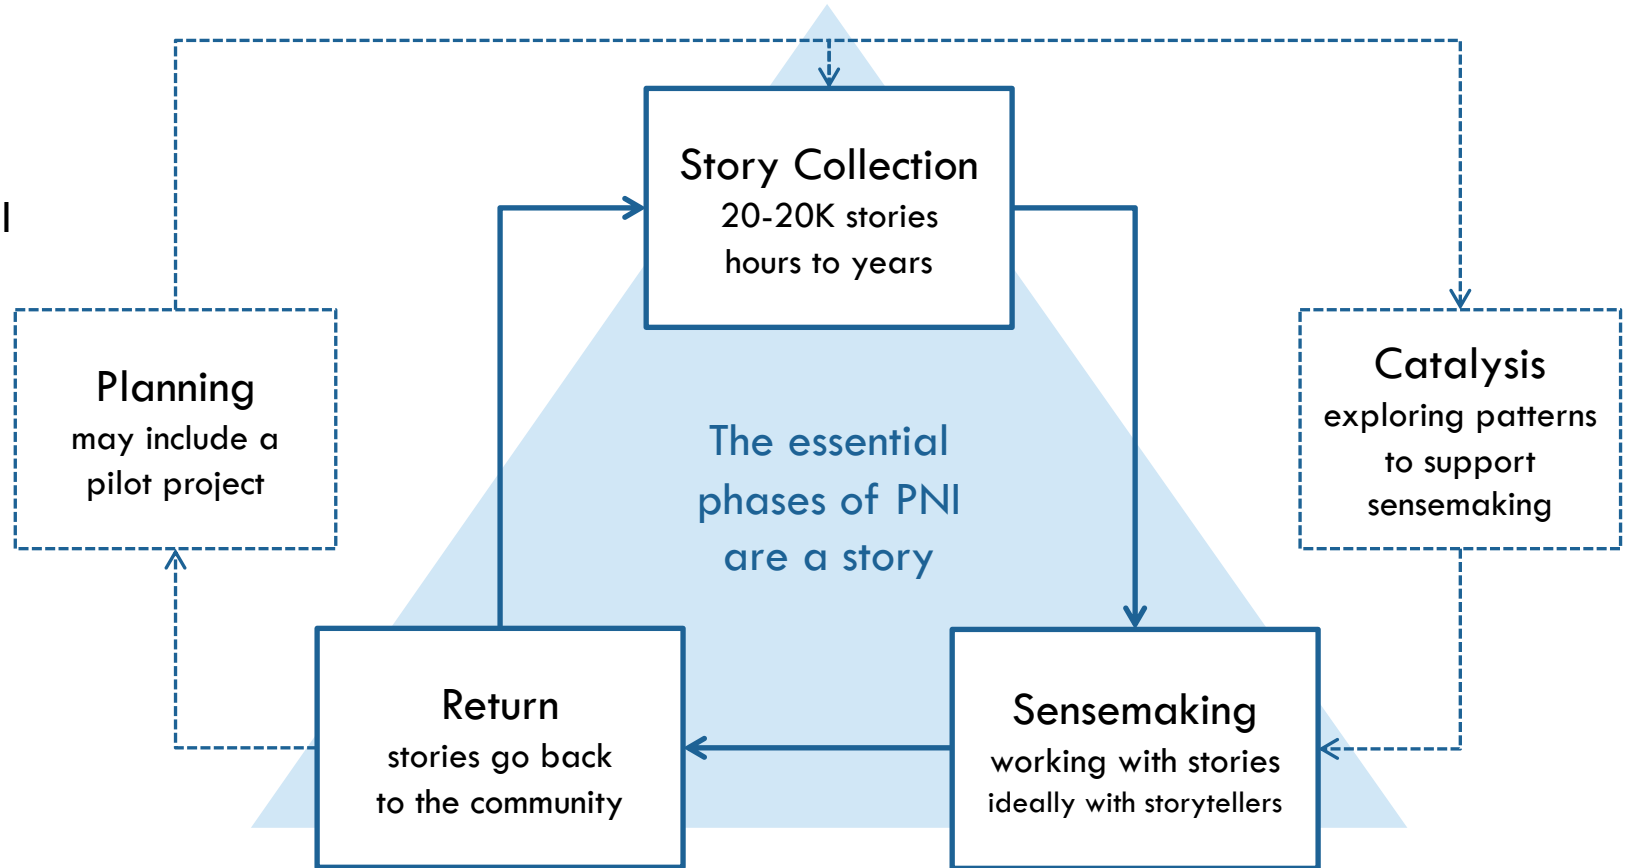 Story Collection
20-20K stories
hours to years
l
Planning
may include a
pilot project
Catalysis
exploring patterns
to support
sensemaking
The essential
phases of PNI
are a story
Return
stories go back
to the community
Sensemaking
working with stories
ideally with storytellers